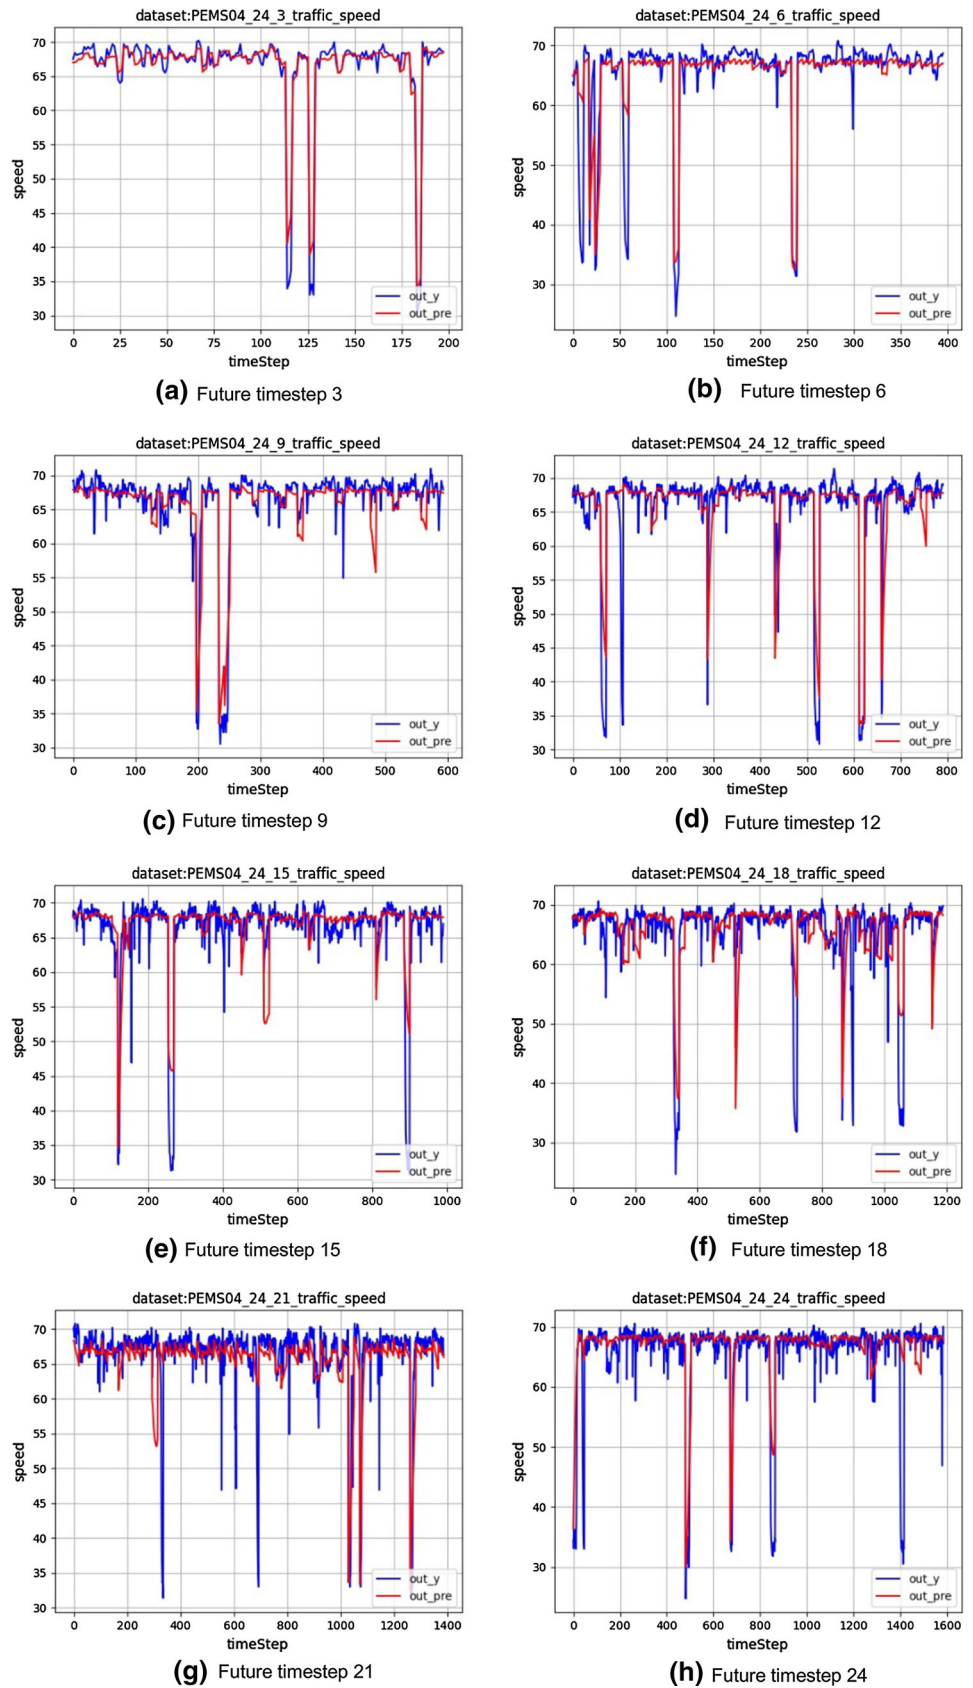 dataset:PEMS04_24_3_traffic_speed
70
65
60
55
50
45
40
35
30
speed
out_y
out_pre
0 25 50 75 100 125 150 175 200
timeStep
(a) Future timestep 3
dataset:PEMS04_24_6_traffic_speed
70
60
50
40
30
speed
out_y
out_pre
0 50 100 150 200 250 300 350 400
timeStep
(b) Future timestep 6
dataset:PEMS04_24_9_traffic_speed
70
65
60
55
50
45
40
35
30
speed
out_y
out_pre
0 100 200 300 400 500 600
timeStep
(c) Future timestep 9
dataset:PEMS04_24_12_traffic_speed
70
65
60
55
50
45
40
35
30
speed
out_y
out_pre
0 100 200 300 400 500 600 700 800
timeStep
(d) Future timestep 12
dataset:PEMS04_24_15_traffic_speed
70
65
60
55
50
45
40
35
30
speed
out_y
out_pre
0 200 400 600 800 1000
timeStep
(e) Future timestep 15
dataset:PEMS04_24_18_traffic_speed
70
60
50
40
30
speed
out_y
out_pre
0 200 400 600 800 1000 1200
timeStep
(f) Future timestep 18
dataset:PEMS04_24_21_traffic_speed
70
65
60
55
50
45
40
35
30
speed
out_y
out_pre
0 200 400 600 800 1000 1200 1400
timeStep
(g) Future timestep 21
dataset:PEMS04_24_24_traffic_speed
70
60
50
40
30
speed
out_y
out_pre
0 200 400 600 800 1000 1200 1400 1600
timeStep
(h) Future timestep 24